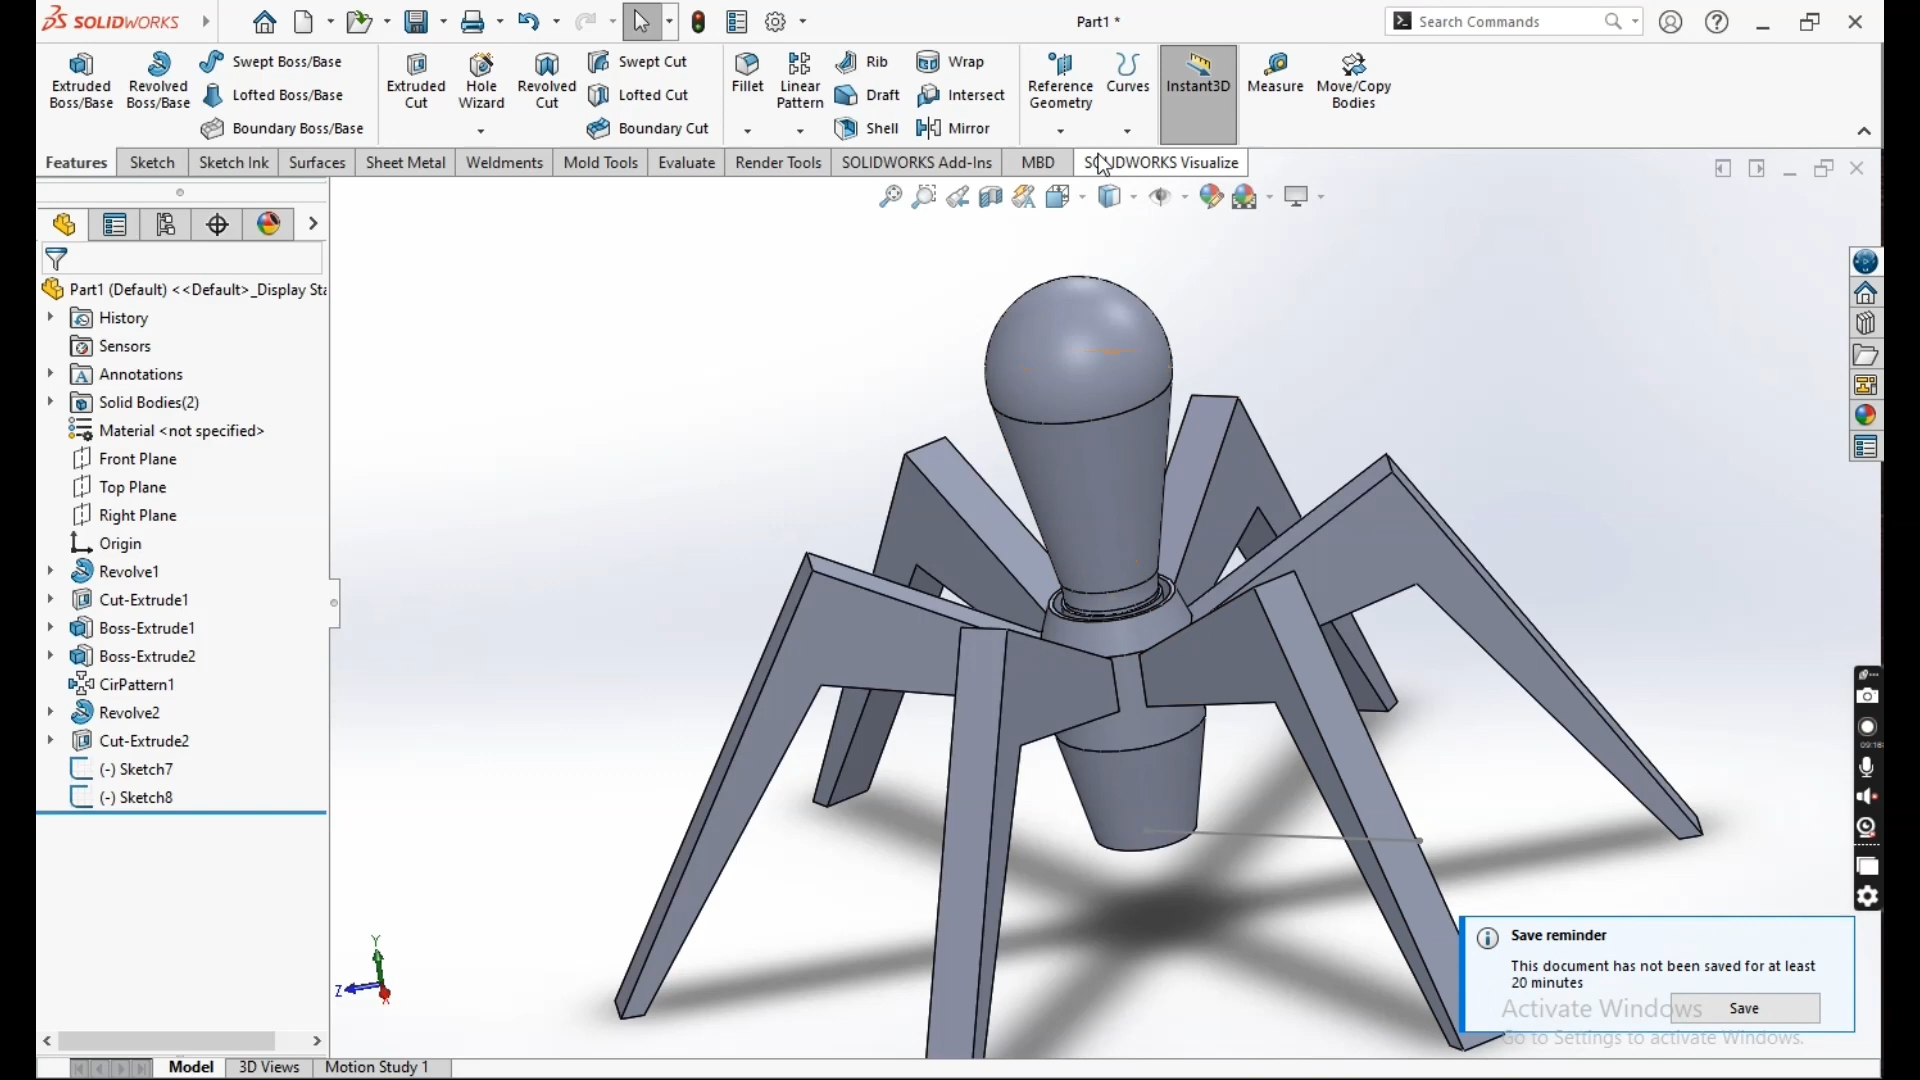 SOLIDWORKS
Part1 *
Search Commands
Extruded Boss/Base
Revolved Boss/Base
Swept Boss/Base
Lofted Boss/Base
Boundary Boss/Base
Extruded Cut
Hole Wizard
Revolved Cut
Swept Cut
Lofted Cut
Boundary Cut
Fillet
Linear Pattern
Rib
Draft
Shell
Wrap
Intersect
Mirror
Reference Geometry
Curves
Instant3D
Measure
Move/Copy Bodies
Features
Sketch
Sketch Ink
Surfaces
Sheet Metal
Weldments
Mold Tools
Evaluate
Render Tools
SOLIDWORKS Add-Ins
MBD
SOLIDWORKS Visualize
Part1 (Default) <<Default>_Display Sta
History
Sensors
Annotations
Solid Bodies(2)
Material <not specified>
Front Plane
Top Plane
Right Plane
Origin
Revolve1
Cut-Extrude1
Boss-Extrude1
Boss-Extrude2
CirPattern1
Revolve2
Cut-Extrude2
(-) Sketch7
(-) Sketch8
Y
Z
X
Save reminder
This document has not been saved for at least
20 minutes
Save
Activate Windows
Go to Settings to activate Windows.
Model
3D Views
Motion Study 1